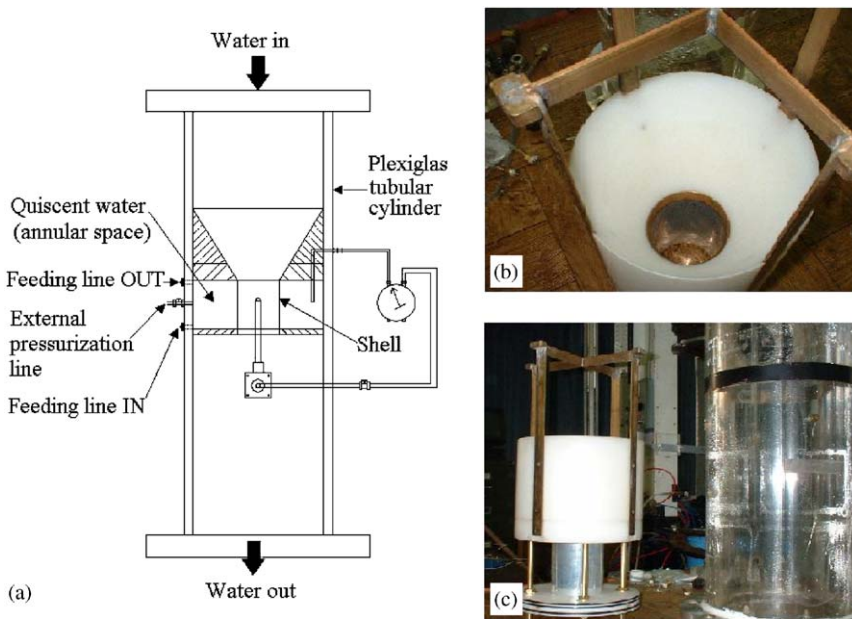 Water in
Plexiglas
tubular
cylinder
Quiscent water
(annular space)
Feeding line OUT
External
pressurization
line
Shell
Feeding line IN
Water out
(a)
(b)
(c)